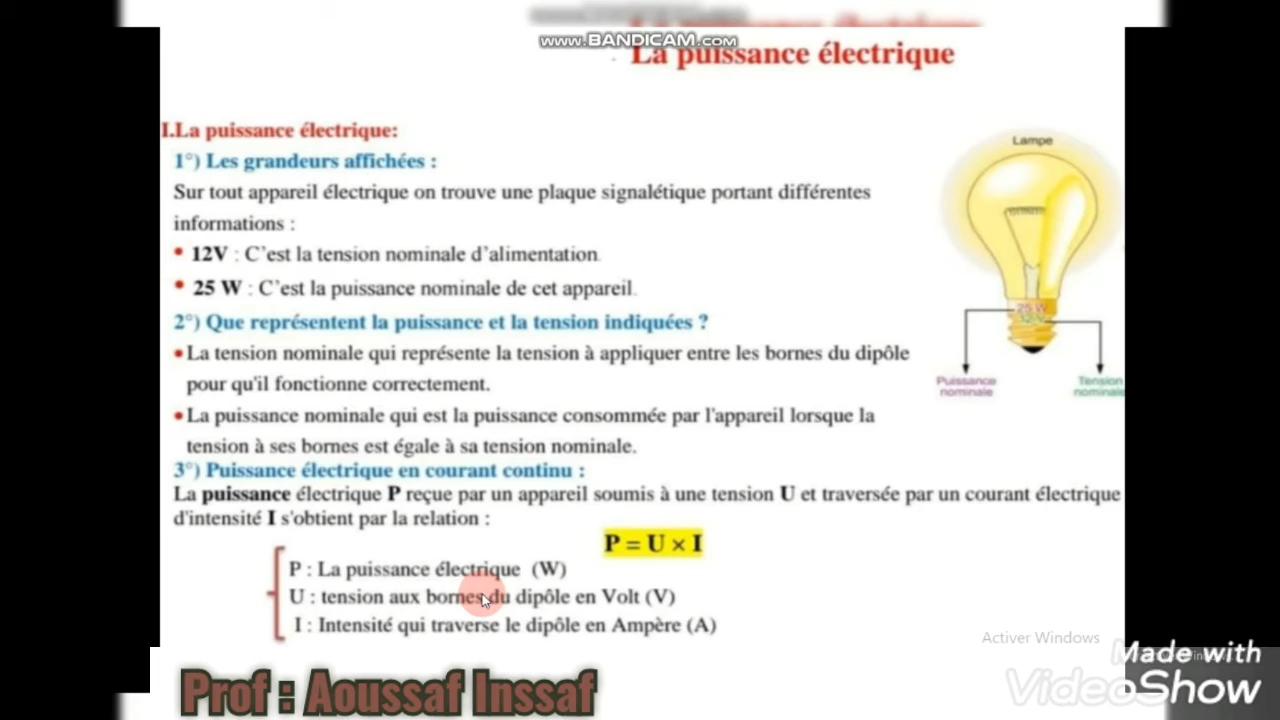 www.BANDICAM.com
La puissance électrique
I.La puissance électrique:
1°) Les grandeurs affichées :
Sur tout appareil électrique on trouve une plaque signalétique portant différentes
informations :
• 12V : C’est la tension nominale d’alimentation.
• 25 W : C’est la puissance nominale de cet appareil.
2°) Que représentent la puissance et la tension indiquées ?
• La tension nominale qui représente la tension à appliquer entre les bornes du dipôle
pour qu'il fonctionne correctement.
• La puissance nominale qui est la puissance consommée par l'appareil lorsque la
tension à ses bornes est égale à sa tension nominale.
3°) Puissance électrique en courant continu :
La puissance électrique P reçue par un appareil soumis à une tension U et traversée par un courant électrique
d'intensité I s'obtient par la relation :
P = U × I
P : La puissance électrique (W)
U : tension aux bornes du dipôle en Volt (V)
I : Intensité qui traverse le dipôle en Ampère (A)
Lampe
25 W
Puissance
nominale
Tension
nominale
Activer Windows
Made with
VideoShow
Prof : Aoussaf Inssaf